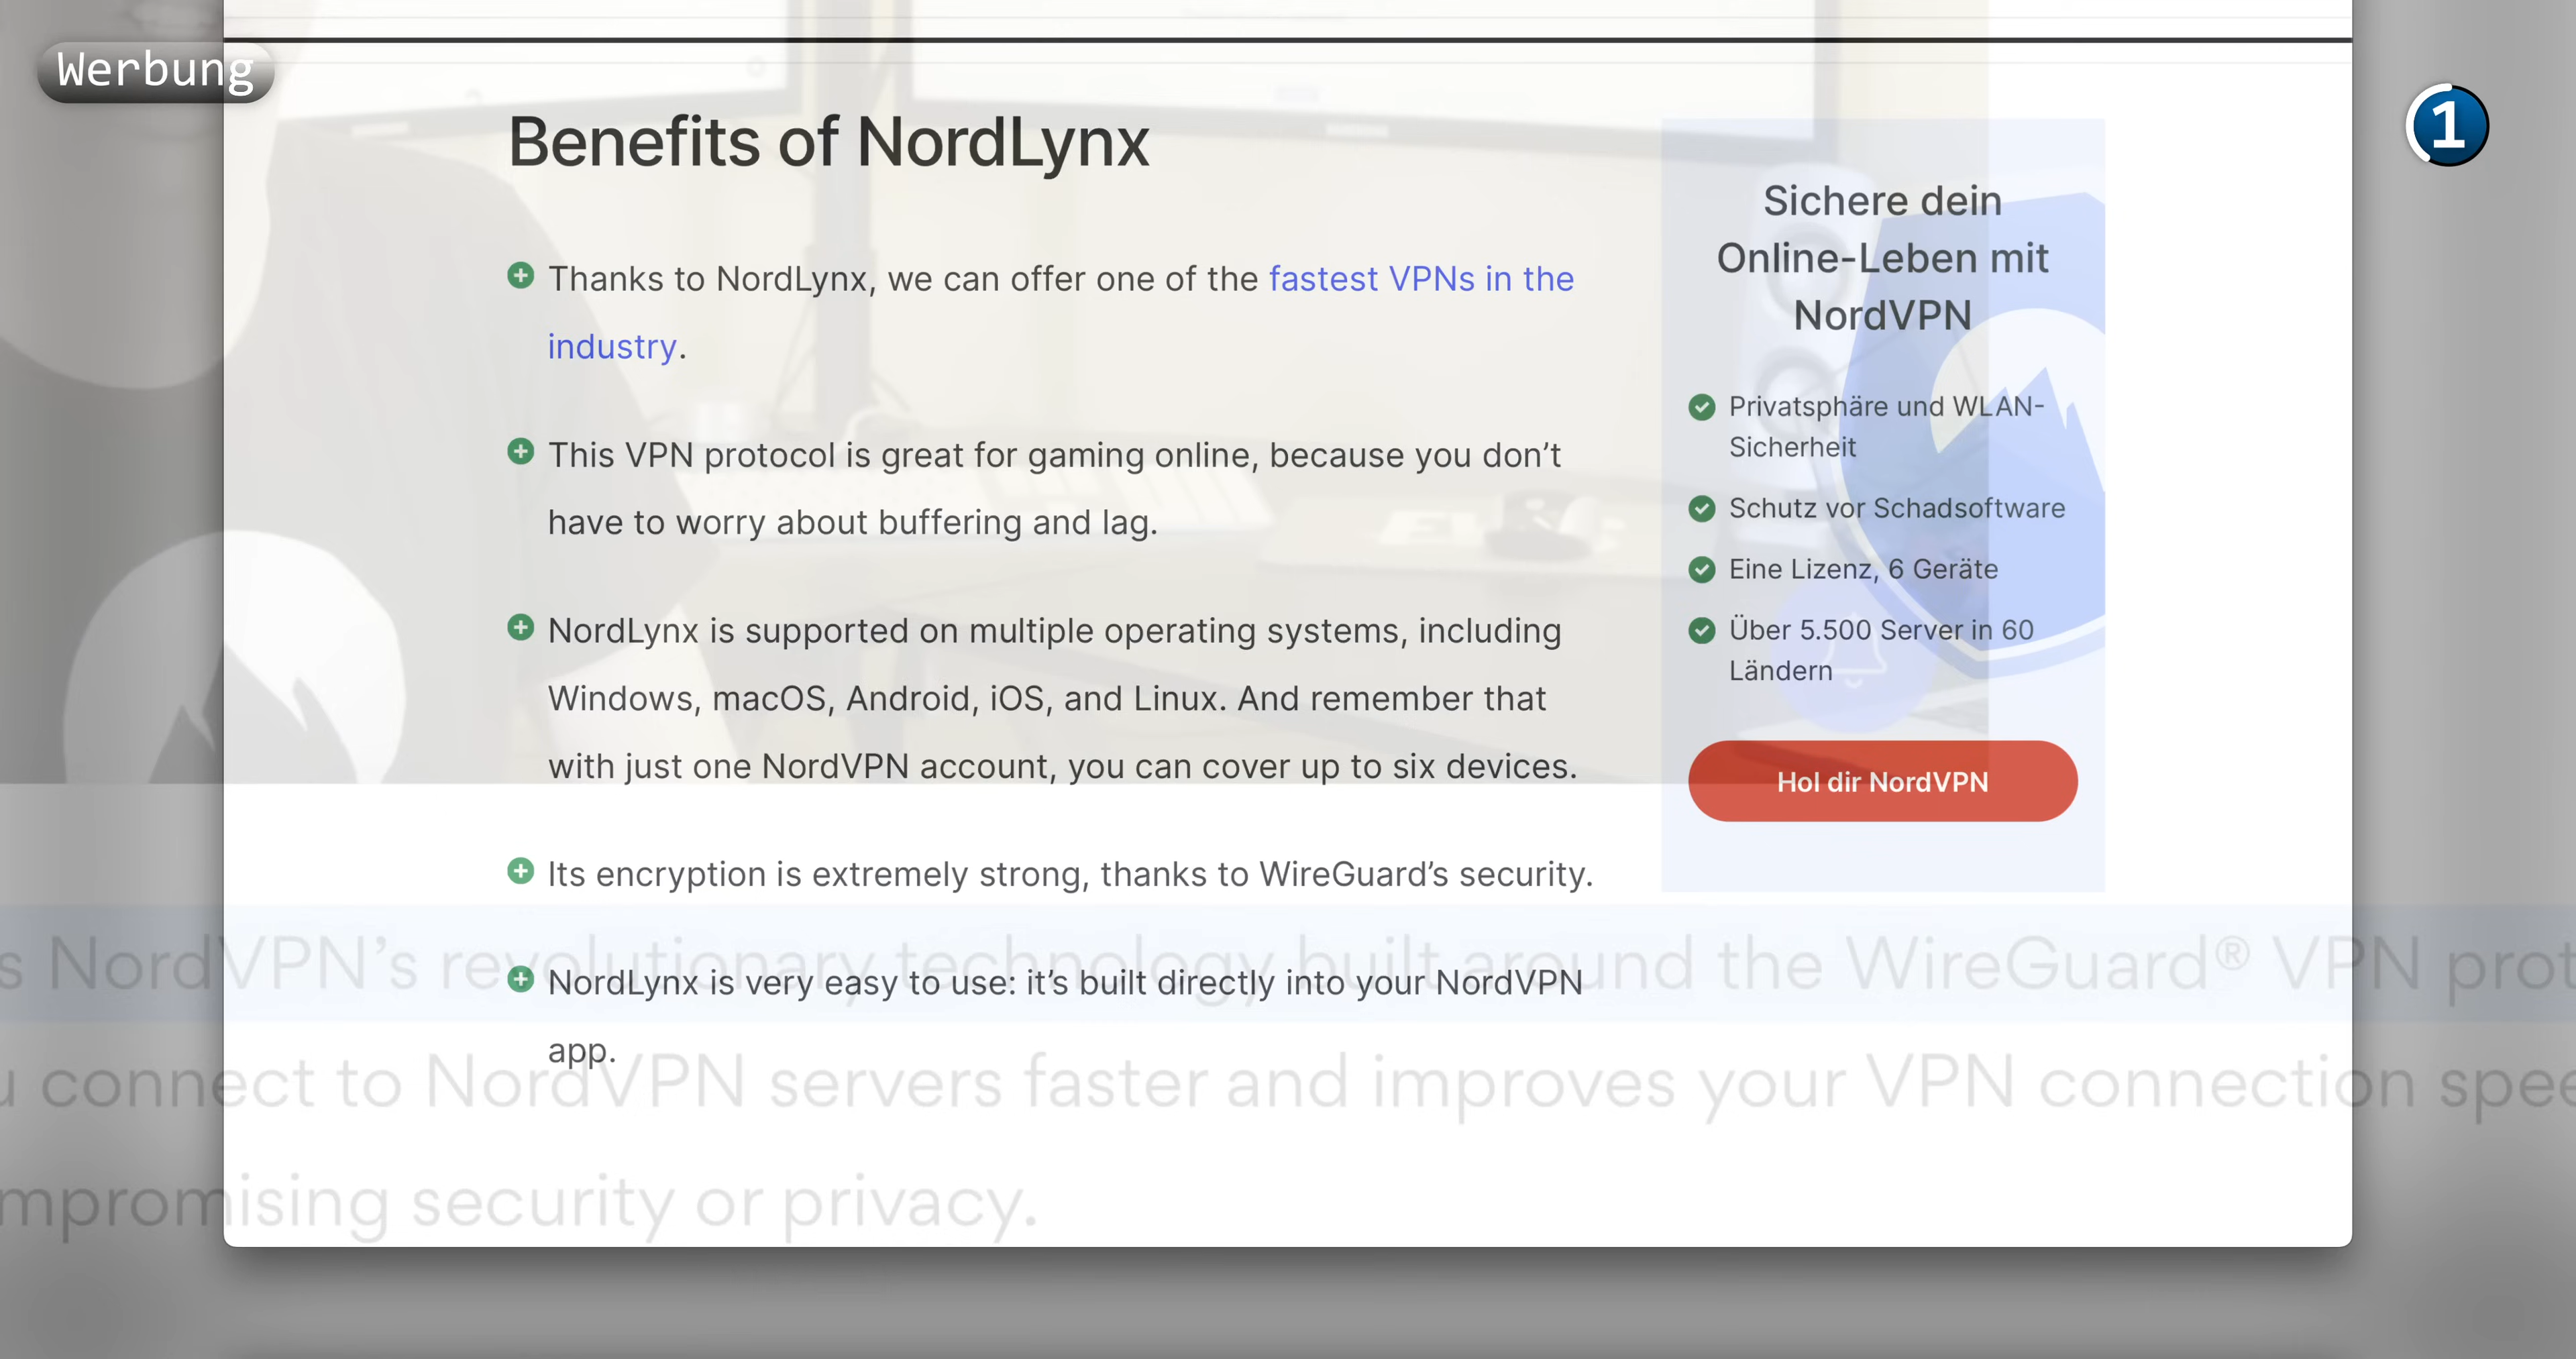 Werbung
1
Benefits of NordLynx
Thanks to NordLynx, we can offer one of the fastest VPNs in the
industry.
This VPN protocol is great for gaming online, because you don’t
have to worry about buffering and lag.
NordLynx is supported on multiple operating systems, including
Windows, macOS, Android, iOS, and Linux. And remember that
with just one NordVPN account, you can cover up to six devices.
Its encryption is extremely strong, thanks to WireGuard’s security.
NordLynx is very easy to use: it’s built directly into your NordVPN
app.
Sichere dein
Online-Leben mit
NordVPN
Privatsphäre und WLAN-
Sicherheit
Schutz vor Schadsoftware
Eine Lizenz, 6 Geräte
Über 5.500 Server in 60
Ländern
Hol dir NordVPN
s NordVPN’s revolutionary technology built around the WireGuard® VPN prot
u connect to NordVPN servers faster and improves your VPN connection spee
mpromising security or privacy.